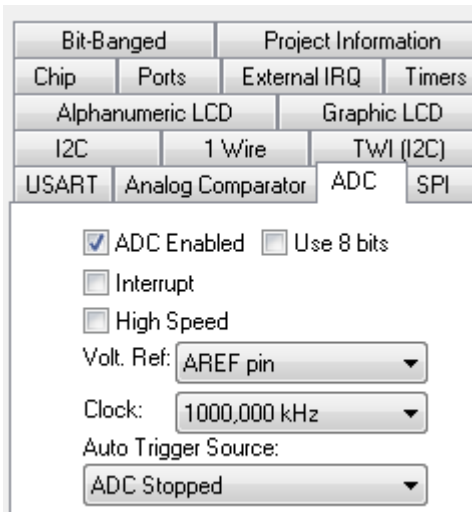 Bit-Banged Project Information
Chip Ports External IRQ Timers
Alphanumeric LCD Graphic LCD
I2C 1 Wire TWI (I2C)
USART Analog Comparator ADC SPI
ADC Enabled Use 8 bits
Interrupt
High Speed
Volt. Ref: AREF pin
Clock: 1000,000 kHz
Auto Trigger Source:
ADC Stopped